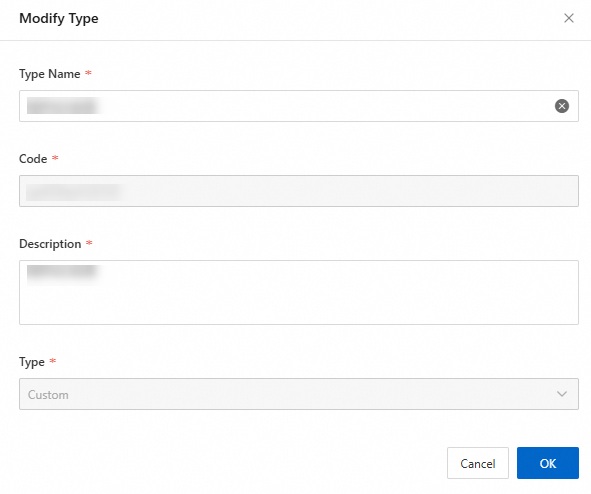 Modify Type
Type Name *
Code *
Description *
Type *
Custom
Cancel
OK